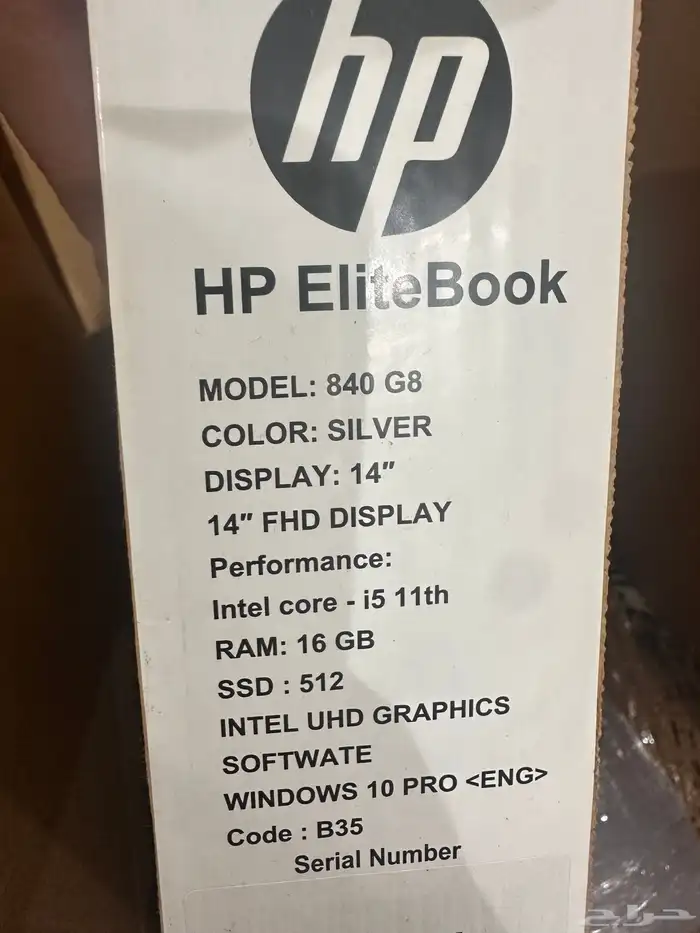 hp
HP EliteBook
MODEL: 840 G8
COLOR: SILVER
DISPLAY: 14"
14" FHD DISPLAY
Performance:
Intel core - i5 11th
RAM: 16 GB
SSD : 512
INTEL UHD GRAPHICS
SOFTWATE
WINDOWS 10 PRO <ENG>
Code : B35
Serial Number
حراج